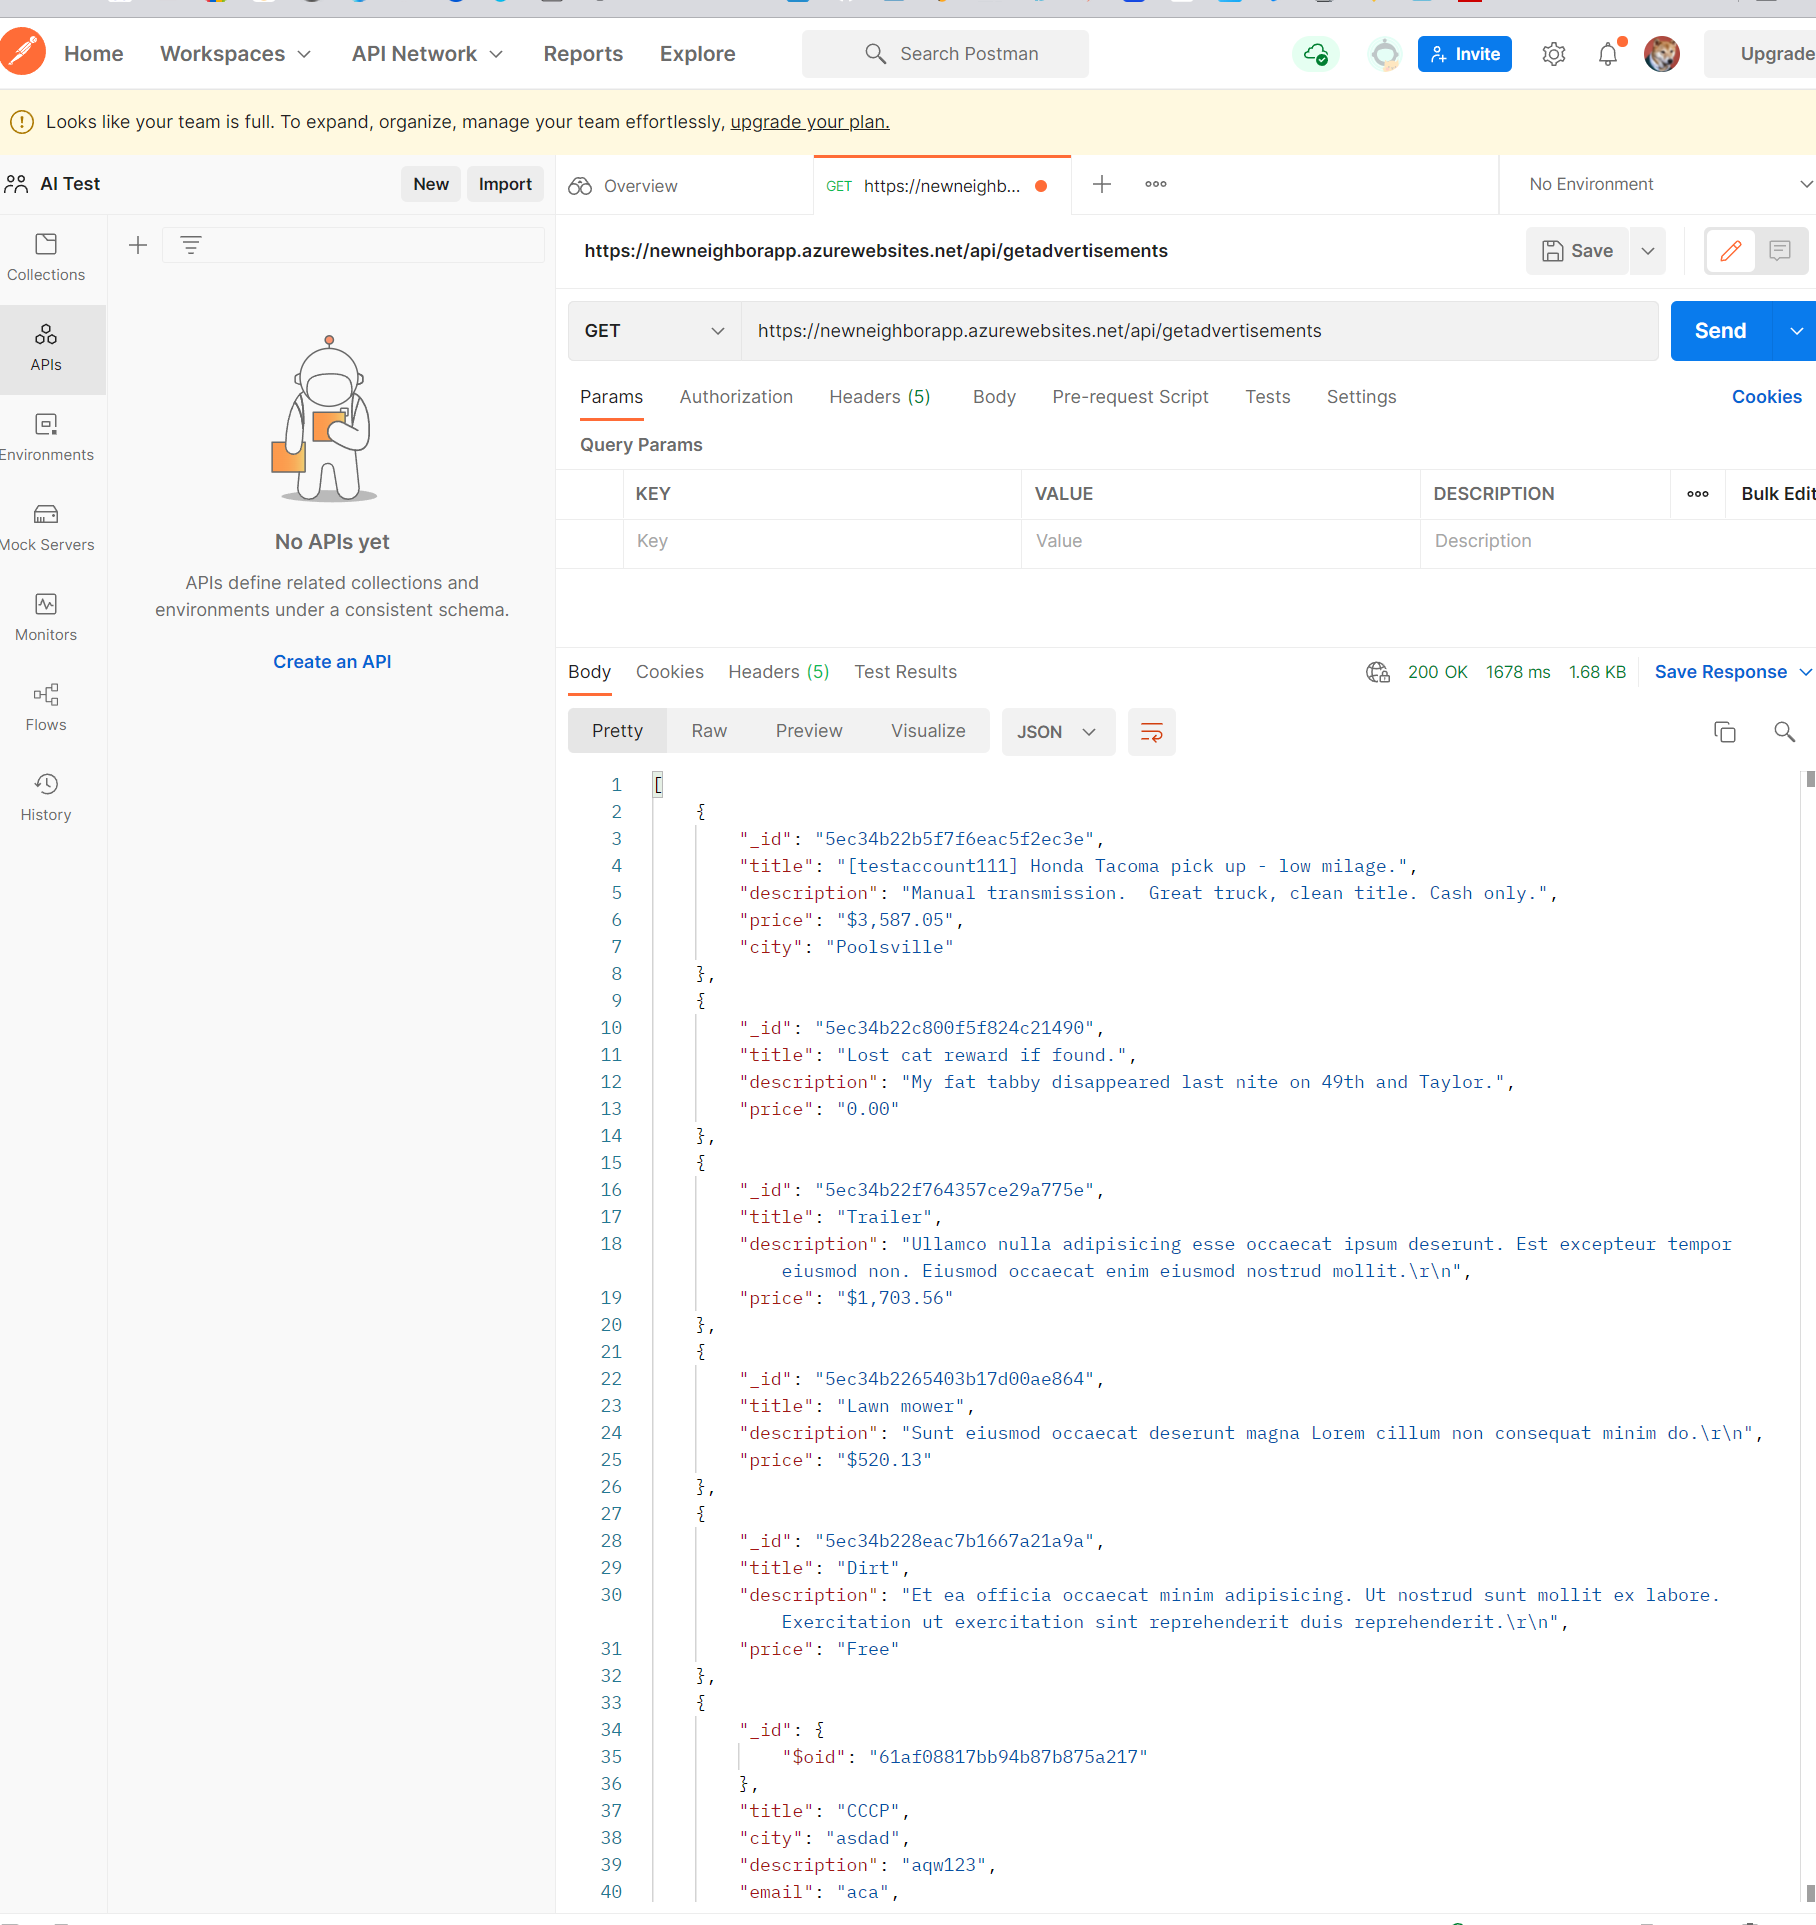 Home Workspaces API Network Reports Explore Search Postman Invite Upgrade
Looks like your team is full. To expand, organize, manage your team effortlessly, upgrade your plan.
AI Test New Import Overview GET https://newneighb... No Environment
Collections
APIs
Environments
Mock Servers
Monitors
Flows
History
No APIs yet
APIs define related collections and
environments under a consistent schema.
Create an API
https://newneighborapp.azurewebsites.net/api/getadvertisements Save
GET https://newneighborapp.azurewebsites.net/api/getadvertisements Send
Params Authorization Headers (5) Body Pre-request Script Tests Settings Cookies
Query Params
KEY VALUE DESCRIPTION Bulk Edit
Key Value Description
Body Cookies Headers (5) Test Results 200 OK 1678 ms 1.68 KB Save Response
Pretty Raw Preview Visualize JSON
1 [
2 {
3 "_id": "5ec34b22b5f7f6eac5f2ec3e",
4 "title": "[testaccount111] Honda Tacoma pick up - low milage.",
5 "description": "Manual transmission.  Great truck, clean title. Cash only.",
6 "price": "$3,587.05",
7 "city": "Poolsville"
8 },
9 {
10 "_id": "5ec34b22c800f5f824c21490",
11 "title": "Lost cat reward if found.",
12 "description": "My fat tabby disappeared last nite on 49th and Taylor.",
13 "price": "0.00"
14 },
15 {
16 "_id": "5ec34b22f764357ce29a775e",
17 "title": "Trailer",
18 "description": "Ullamco nulla adipisicing esse occaecat ipsum deserunt. Est excepteur tempor
eiusmod non. Eiusmod occaecat enim eiusmod nostrud mollit.\r\n",
19 "price": "$1,703.56"
20 },
21 {
22 "_id": "5ec34b2265403b17d00ae864",
23 "title": "Lawn mower",
24 "description": "Sunt eiusmod occaecat deserunt magna Lorem cillum non consequat minim do.\r\n",
25 "price": "$520.13"
26 },
27 {
28 "_id": "5ec34b228eac7b1667a21a9a",
29 "title": "Dirt",
30 "description": "Et ea officia occaecat minim adipisicing. Ut nostrud sunt mollit ex labore.
Exercitation ut exercitation sint reprehenderit duis reprehenderit.\r\n",
31 "price": "Free"
32 },
33 {
34 "_id": {
35 "$oid": "61af08817bb94b87b875a217"
36 },
37 "title": "CCCP",
38 "city": "asdad",
39 "description": "aqw123",
40 "email": "aca",